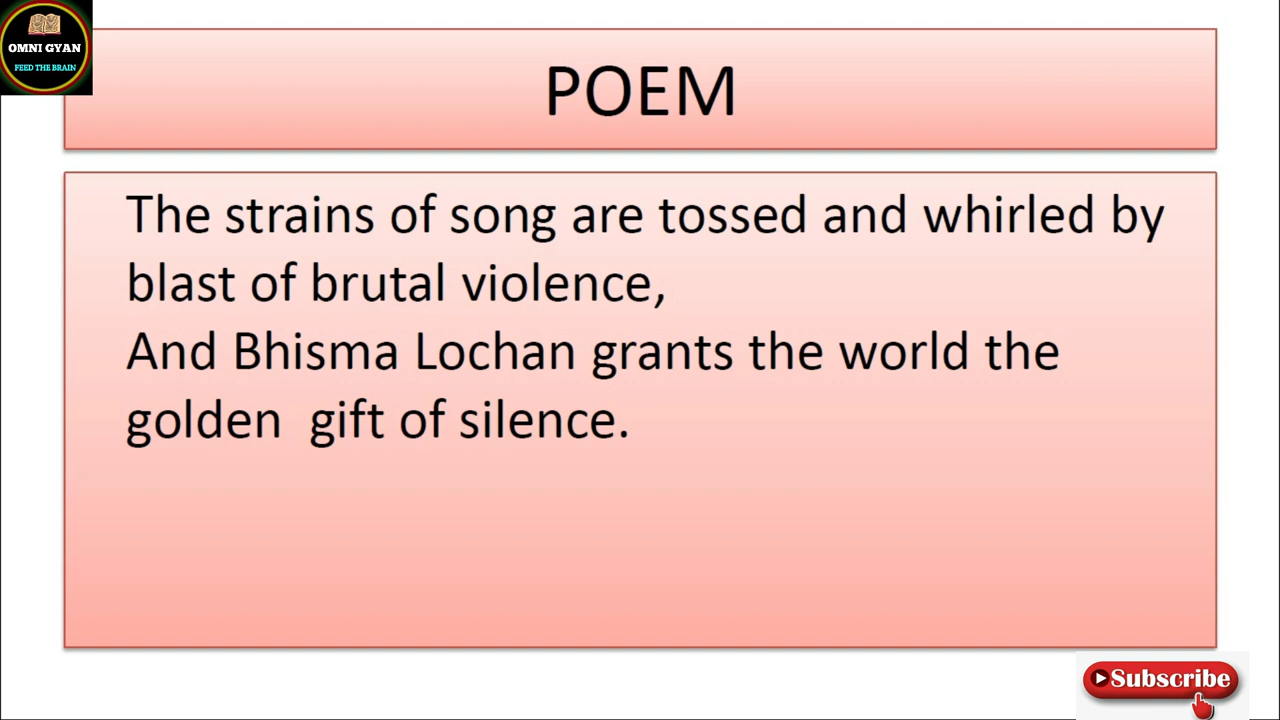 OMNI GYAN
FEED THE BRAIN
POEM
The strains of song are tossed and whirled by
blast of brutal violence,
And Bhisma Lochan grants the world the
golden gift of silence.
Subscribe